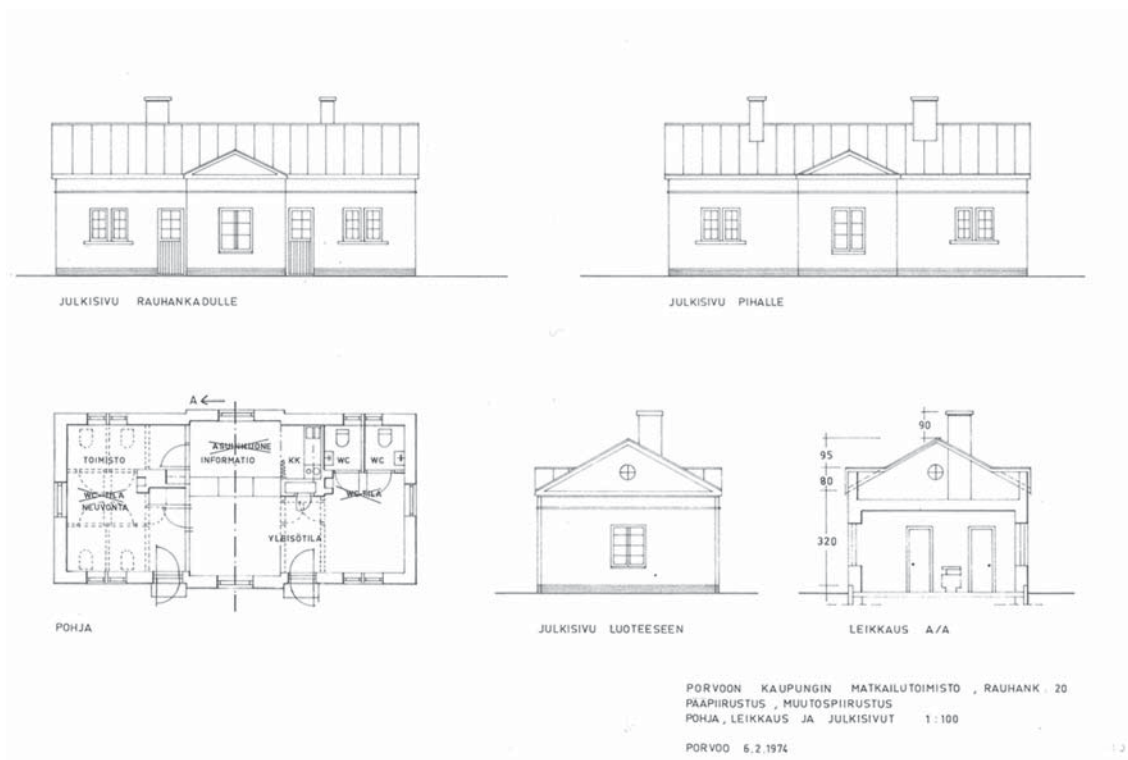 JULKISIVU RAUHANKADULLE
JULKISIVU PIHALLE
A
ASUINHUONE
TOIMISTO
INFORMATIO
KK
WC
WC
WC-TILA
WC-TILA
NEUVONTA
YLEISÖTILA
POHJA
JULKISIVU LUOTEESEEN
90
95
80
320
LEIKKAUS A/A
PORVOON KAUPUNGIN MATKAILUTOIMISTO , RAUHANK. 20
PÄÄPIIRUSTUS , MUUTOSPIIRUSTUS
POHJA , LEIKKAUS JA JULKISIVUT 1:100
PORVOO 6.2.1974